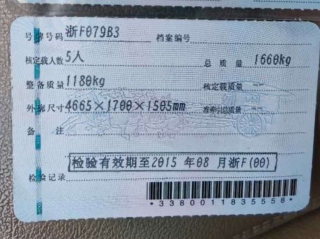 号牌号码 浙F079B3 档案编号
核定载人数 5人 总质量 1660kg
整备质量 1180kg 核定载质量
外廓尺寸 4665×1700×1505mm 准牵引总质量
备注
检验有效期至2015年08月浙F(00)
检验记录
*3380011835558*